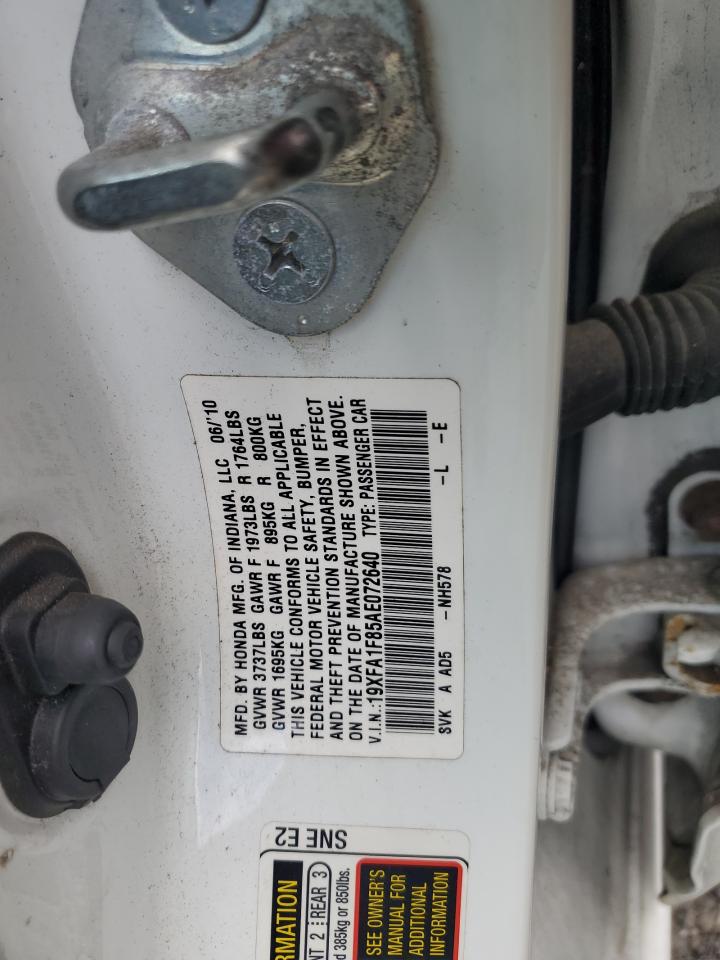 MFD. BY HONDA MFG. OF INDIANA, LLC 06/'10
GVWR 3737LBS GAWR F 1973LBS R 1764LBS
GVWR 1695KG GAWR F 895KG R 800KG
THIS VEHICLE CONFORMS TO ALL APPLICABLE
FEDERAL MOTOR VEHICLE SAFETY, BUMPER,
AND THEFT PREVENTION STANDARDS IN EFFECT
ON THE DATE OF MANUFACTURE SHOWN ABOVE.
V.I.N.:19XFA1F85AE072640 TYPE: PASSENGER CAR
SVK A AD5 -NH578 -L -E
SNE E2
RMATION
NT 2 REAR 3
d 385kg or 850lbs.
SEE OWNER'S
MANUAL FOR
ADDITIONAL
INFORMATION